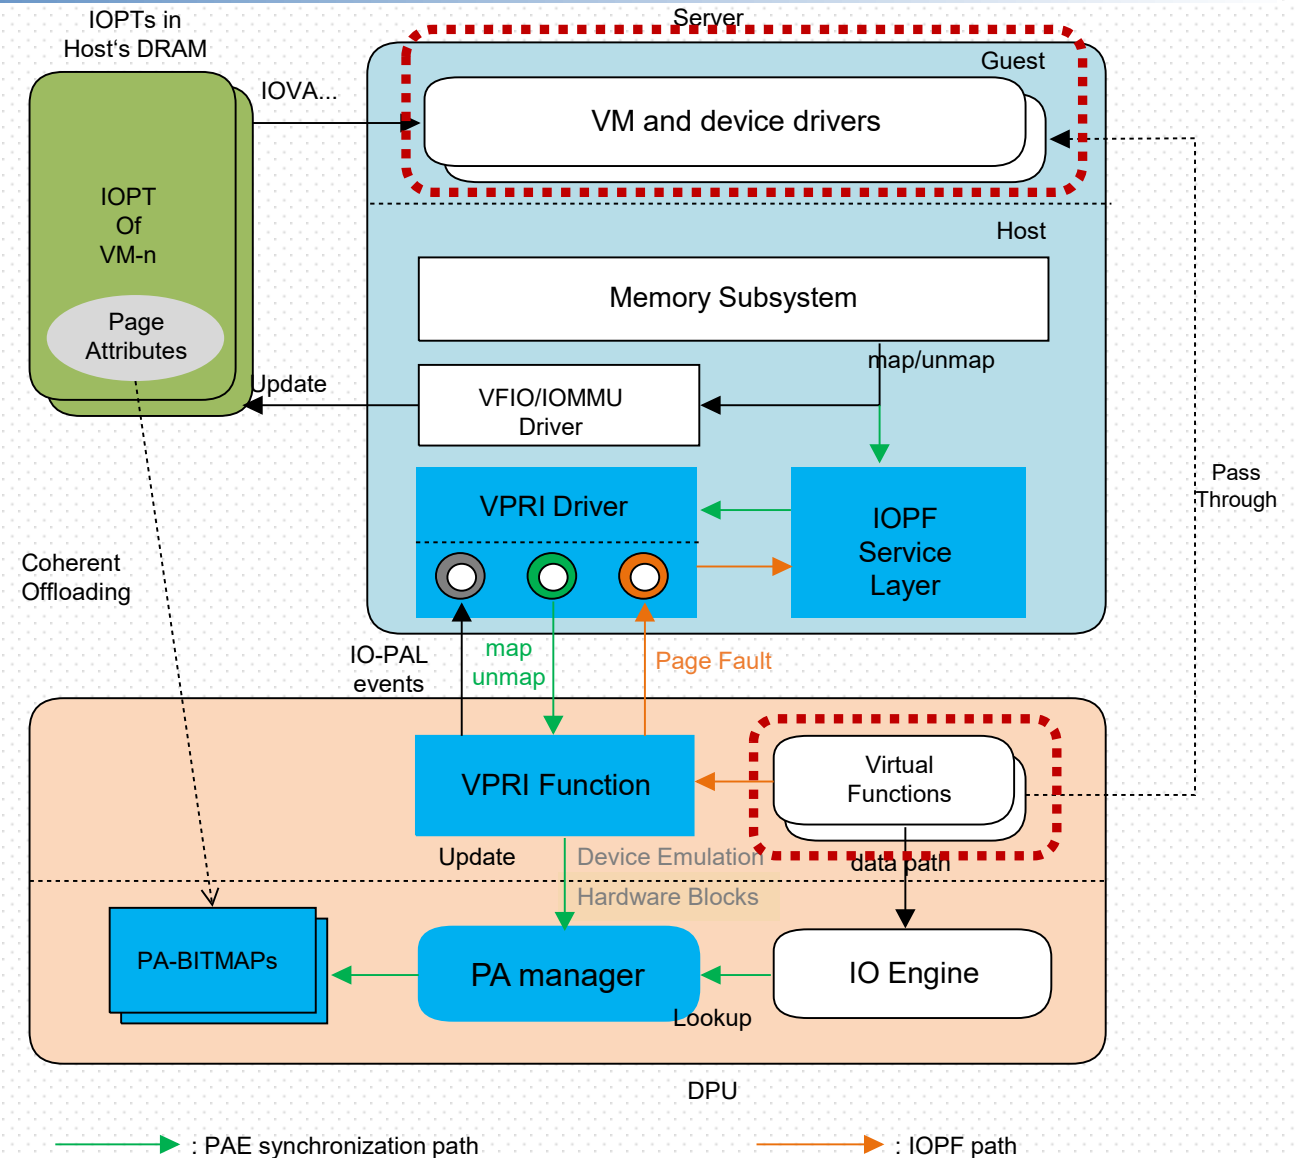 IOPTs in
Host‘s DRAM
Server
Guest
IOVA...
VM and device drivers
IOPT
Of
VM-n
Host
Memory Subsystem
Page
Attributes
map/unmap
Update
VFIO/IOMMU
Driver
Pass
Through
VPRI Driver
IOPF
Service
Layer
Coherent
Offloading
IO-PAL
events
map
unmap
Page Fault
Virtual
Functions
VPRI Function
Update
Device Emulation
data path
Hardware Blocks
PA-BITMAPs
PA manager
IO Engine
Lookup
DPU
: PAE synchronization path
: IOPF path